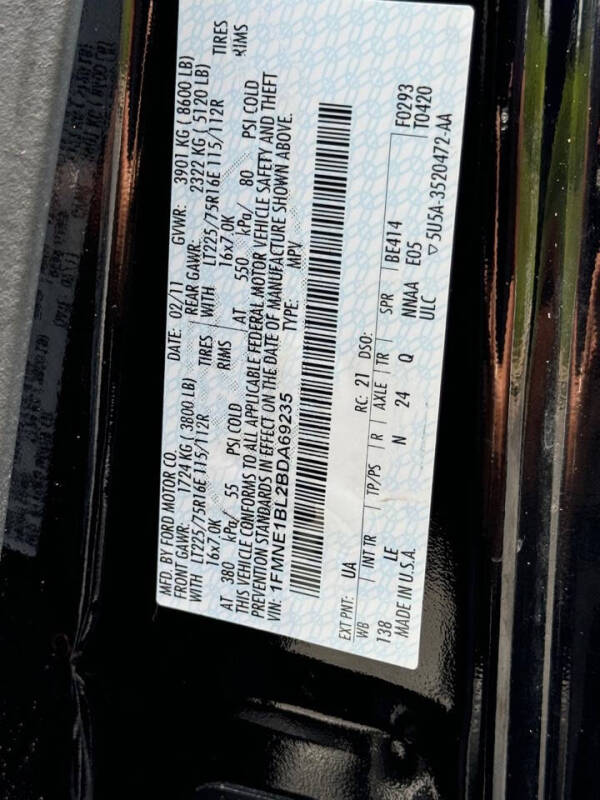 MFD. BY FORD MOTOR CO. DATE: 02/11 GVWR: 3901 KG ( 8600 LB)
FRONT GAWR: 1724 KG ( 3800 LB) REAR GAWR: 2322 KG ( 5120 LB)
WITH LT225/75R16E 115/112R TIRES WITH LT225/75R16E 115/112R TIRES
16x7.0K RIMS 16x7.0K RIMS
AT 380 kPa/ 55 PSI COLD AT 550 kPa/ 80 PSI COLD
THIS VEHICLE CONFORMS TO ALL APPLICABLE FEDERAL MOTOR VEHICLE SAFETY AND THEFT
PREVENTION STANDARDS IN EFFECT ON THE DATE OF MANUFACTURE SHOWN ABOVE.
VIN: 1FMNE1BL2BDA69235 TYPE: MPV
F0293
T0420
EXT PNT: UA RC: 21 DSO:
WB INT TR TP/PS R AXLE TR SPR BE414
138 LE N 24 Q NNAA E05
MADE IN U.S.A. ULC ▽5U5A-3520472-AA